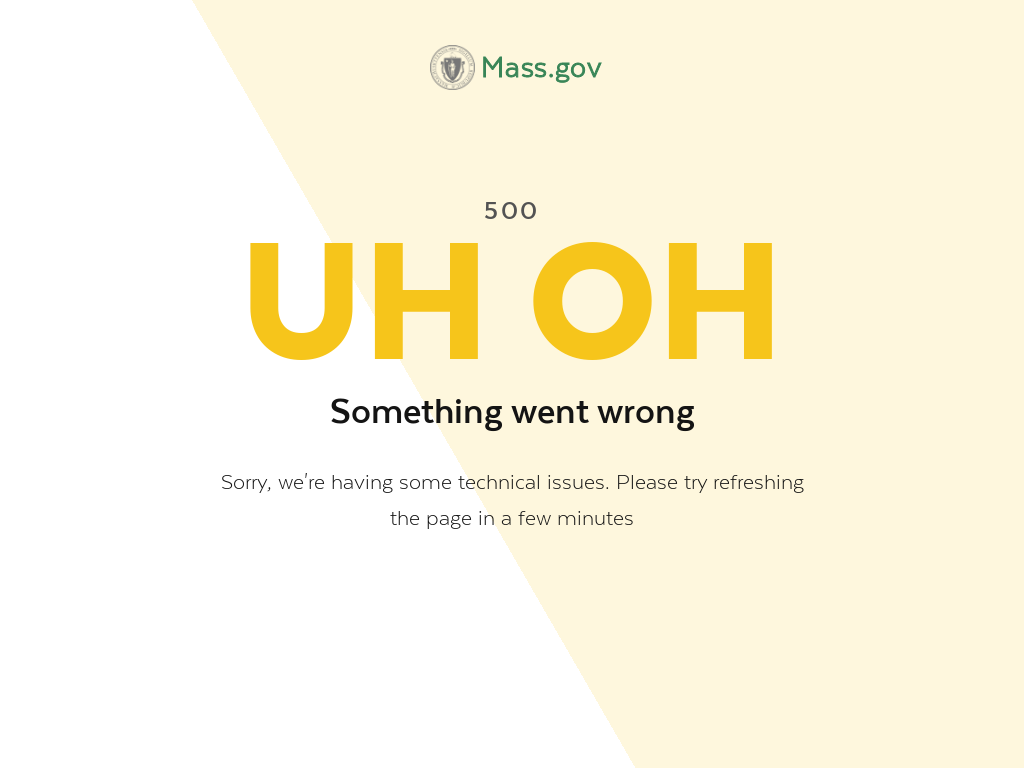 Mass.gov
500
UH OH
Something went wrong
Sorry, we're having some technical issues. Please try refreshing
the page in a few minutes